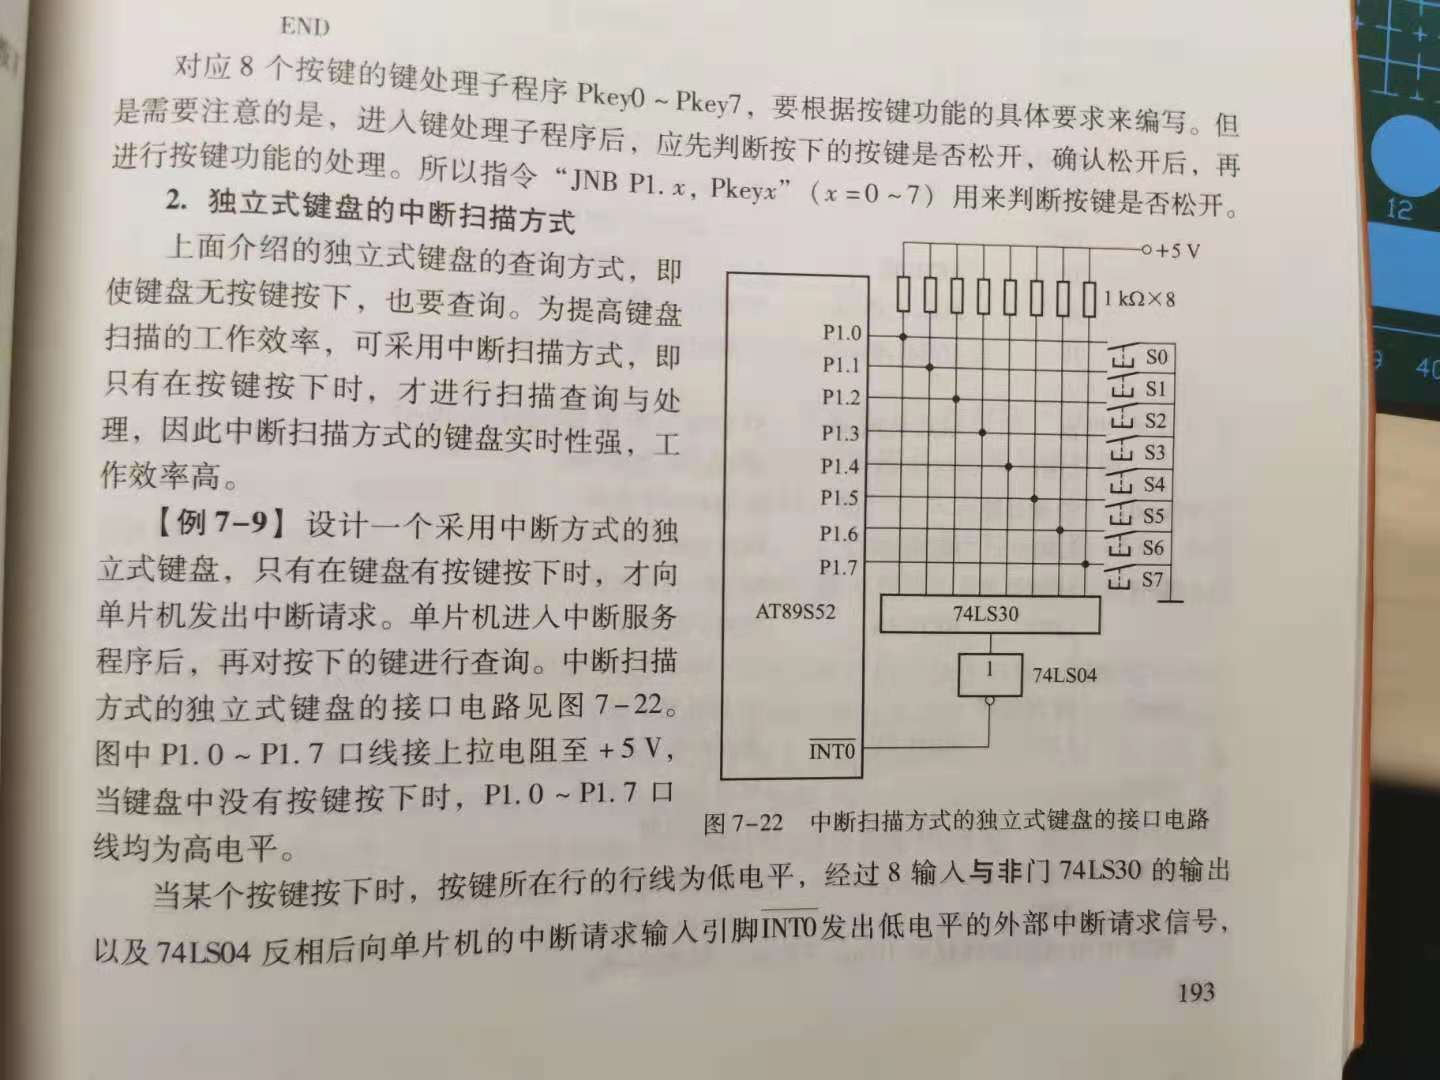 END
对应 8 个按键的键处理子程序 Pkey0 ~ Pkey7，要根据按键功能的具体要求来编写。但
是需要注意的是，进入键处理子程序后，应先判断按下的按键是否松开，确认松开后，再
进行按键功能的处理。所以指令“JNB P1. x，Pkeyx”（x = 0 ~ 7）用来判断按键是否松开。
2. 独立式键盘的中断扫描方式
上面介绍的独立式键盘的查询方式，即
使键盘无按键按下，也要查询。为提高键盘
扫描的工作效率，可采用中断扫描方式，即
只有在按键按下时，才进行扫描查询与处
理，因此中断扫描方式的键盘实时性强，工
作效率高。
【例 7-9】 设计一个采用中断方式的独
立式键盘，只有在键盘有按键按下时，才向
单片机发出中断请求。单片机进入中断服务
程序后，再对按下的键进行查询。中断扫描
方式的独立式键盘的接口电路见图 7-22。
图中 P1. 0 ~ P1. 7 口线接上拉电阻至 +5 V，
当键盘中没有按键按下时，P1. 0 ~ P1. 7 口
线均为高电平。
+5 V
1 kΩ×8
P1.0
P1.1
P1.2
P1.3
P1.4
P1.5
P1.6
P1.7
S0
S1
S2
S3
S4
S5
S6
S7
AT89S52
74LS30
1
74LS04
INT0
图 7-22 中断扫描方式的独立式键盘的接口电路
当某个按键按下时，按键所在行的行线为低电平，经过 8 输入与非门 74LS30 的输出
以及 74LS04 反相后向单片机的中断请求输入引脚INT0发出低电平的外部中断请求信号，
193
12
40